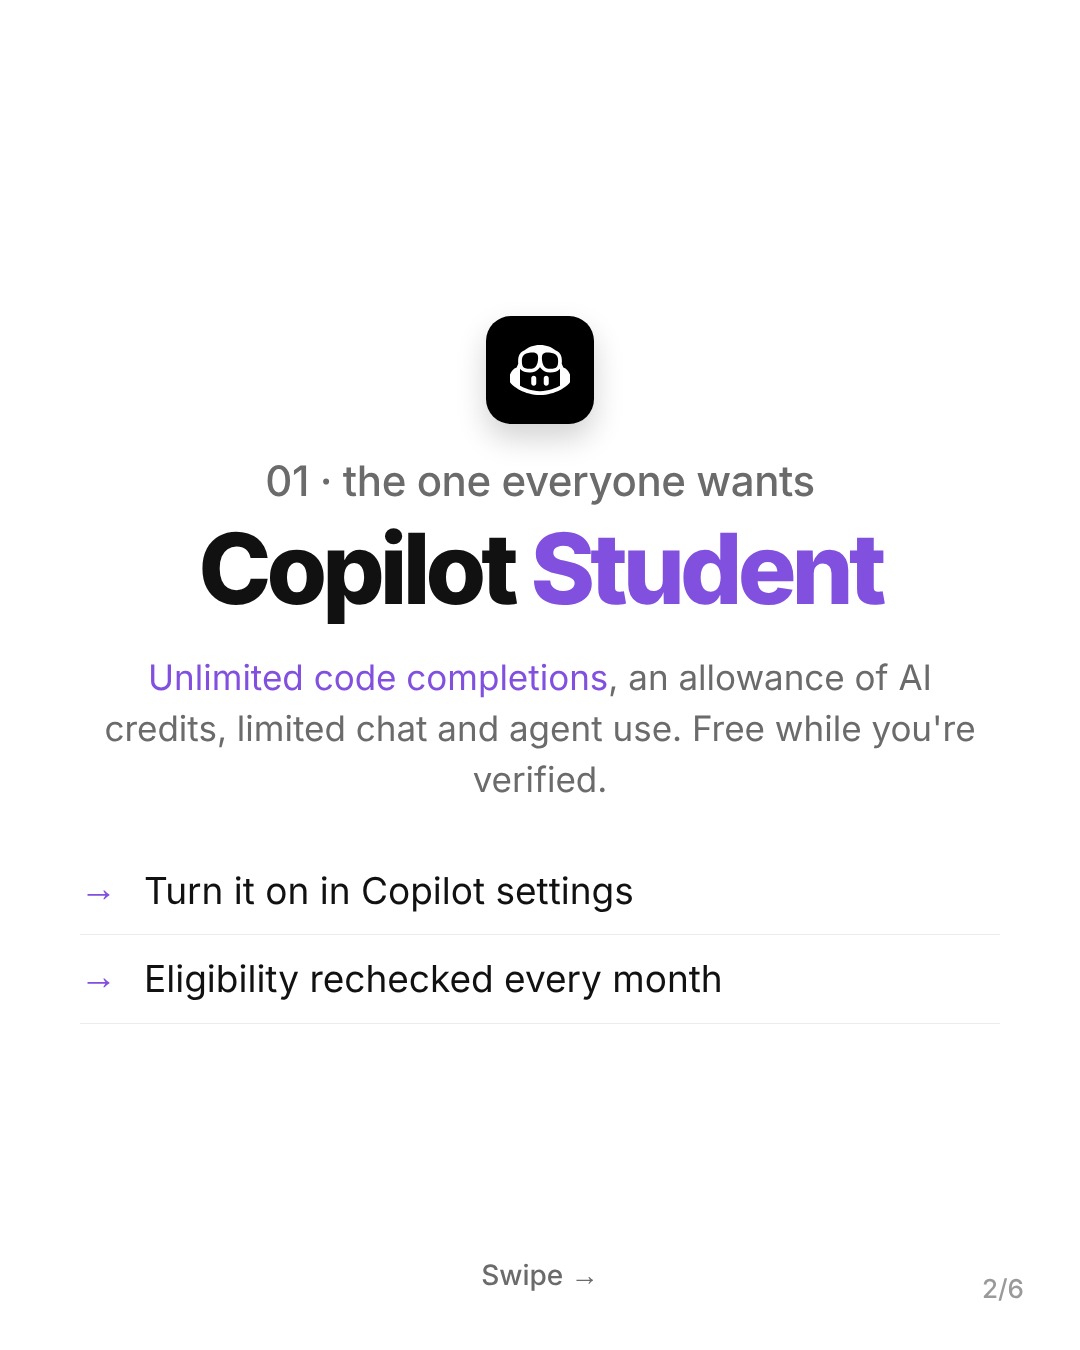 01 · the one everyone wants
Copilot Student
Unlimited code completions, an allowance of AI
credits, limited chat and agent use. Free while you're
verified.
→ Turn it on in Copilot settings
→ Eligibility rechecked every month
Swipe →
2/6